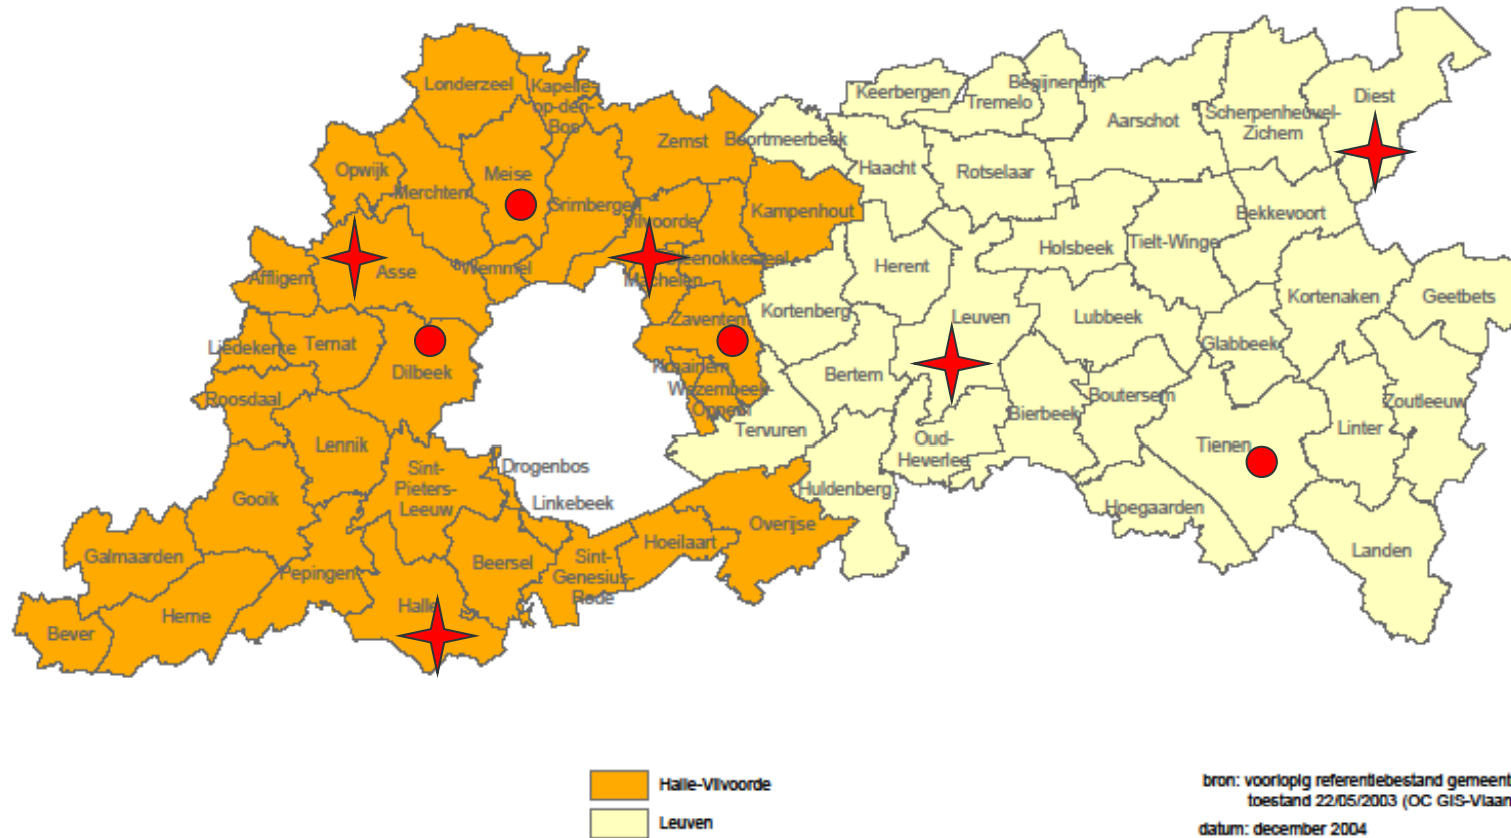 Londerzeel
Kapelle-
op-den-
Bos
Zemst
Opwijk
Merchtem
Meise
Grimbergen
Vilvoorde
Kampenhout
Steenokkerzeel
Machelen
Affligem
Asse
Wemmel
Zaventem
Kraainem
Wezembeek-
Oppem
Liedekerke
Ternat
Dilbeek
Roosdaal
Lennik
Sint-
Pieters-
Leeuw
Drogenbos
Linkebeek
Gooik
Galmaarden
Pepingen
Beersel
Sint-
Genesius-
Rode
Hoeilaart
Overijse
Bever
Herne
Halle
Keerbergen
Tremelo
Begijnendijk
Aarschot
Scherpenheuvel-
Zichem
Diest
Boortmeerbeek
Haacht
Rotselaar
Herent
Holsbeek
Tielt-Winge
Bekkevoort
Kortenberg
Leuven
Lubbeek
Glabbeek
Kortenaken
Geetbets
Bertem
Tervuren
Oud-
Heverlee
Bierbeek
Boutersem
Tienen
Linter
Zoutleeuw
Huldenberg
Hoegaarden
Landen
Halle-Vilvoorde
Leuven
bron: voorlopig referentiebestand gemeent
toestand 22/05/2003 (OC GIS-Vlaan
datum: december 2004